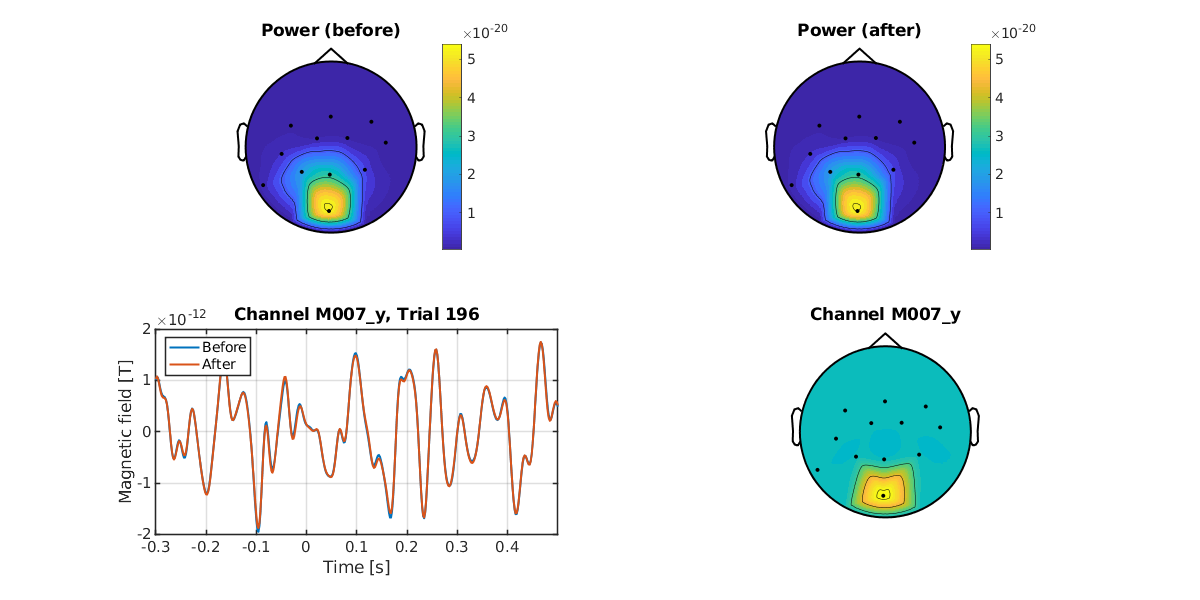 Power (before)
×10-20
5
4
3
2
1
Power (after)
×10-20
5
4
3
2
1
Channel M007_y, Trial 196
×10-12
Before
After
2
1
0
-1
-2
Magnetic field [T]
-0.3 -0.2 -0.1 0 0.1 0.2 0.3 0.4
Time [s]
Channel M007_y